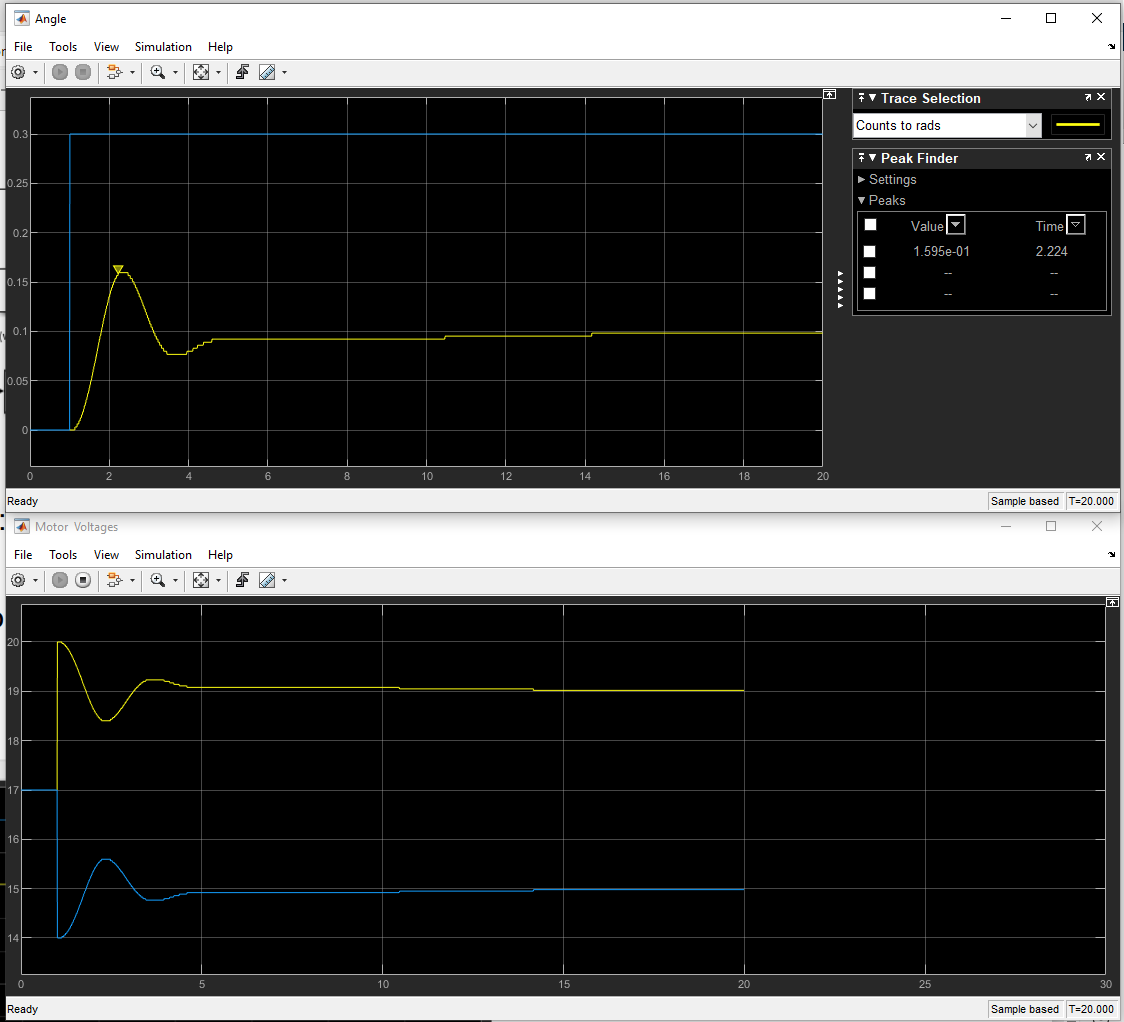 Angle
File Tools View Simulation Help
Trace Selection
Counts to rads
Peak Finder
Settings
Peaks
Value Time
1.595e-01 2.224
-- --
-- --
0.3
0.25
0.2
0.15
0.1
0.05
0
0 2 4 6 8 10 12 14 16 18 20
Ready Sample based T=20.000
Motor Voltages
File Tools View Simulation Help
20
19
18
17
16
15
14
0 5 10 15 20 25 30
Ready Sample based T=20.000